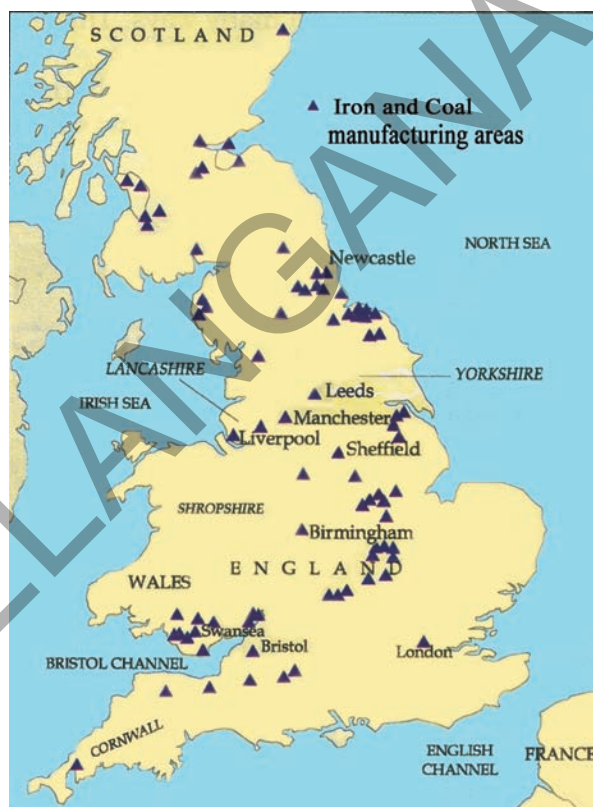 SCOTLAND
Iron and Coal
manufacturing areas
NORTH SEA
Newcastle
LANCASHIRE
YORKSHIRE
IRISH SEA
Leeds
Manchester
Liverpool
Sheffield
SHROPSHIRE
Birmingham
ENGLAND
WALES
Swansea
Bristol
London
BRISTOL CHANNEL
CORNWALL
ENGLISH
CHANNEL
FRANCE